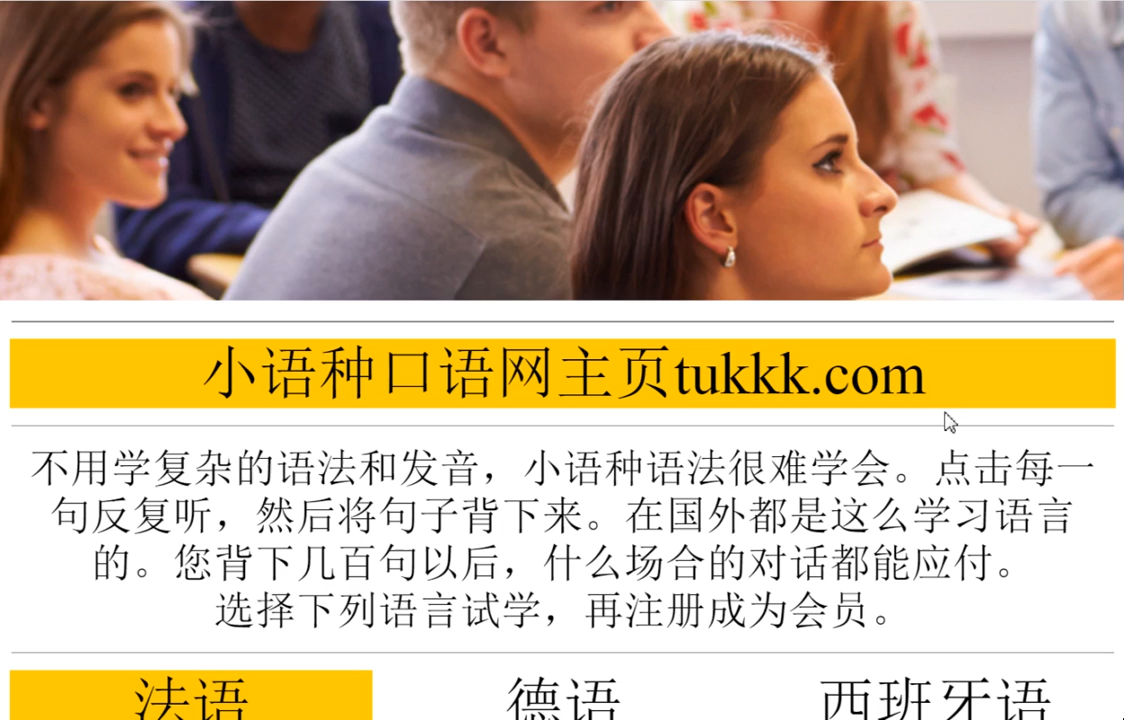 小语种口语网主页tukkk.com
不用学复杂的语法和发音，小语种语法很难学会。点击每一
句反复听，然后将句子背下来。在国外都是这么学习语言
的。您背下几百句以后，什么场合的对话都能应付。
选择下列语言试学，再注册成为会员。
法语 德语 西班牙语